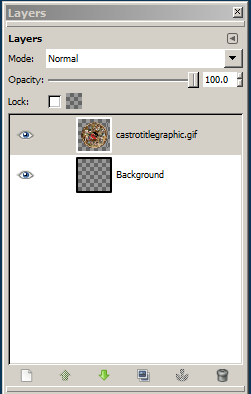 Layers
Layers
Mode: Normal
Opacity: 100.0
Lock:
castrotitlegraphic.gif
Background